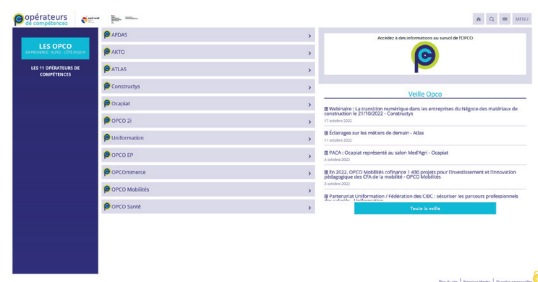 opérateurs
de compétences
MENU
LES OPCO
LES 11 OPÉRATEURS DE
COMPÉTENCES
AFDAS
AKTO
ATLAS
Constructys
Ocapiat
OPCO 2i
Uniformation
OPCO EP
OPCOmmerce
OPCO Mobilités
OPCO Santé
Accédez à des informations au survol de l'OPCO
Veille Opco
Webinaire : La transition numérique dans les entreprises du Négoce des matériaux de
construction le 21/10/2022 - Constructys
17 octobre 2022
Éclairages sur les métiers de demain - Atlas
11 octobre 2022
PACA : Ocapiat représenté au salon Med'Agri - Ocapiat
6 octobre 2022
En 2022, OPCO Mobilités cofinance 1 490 projets pour l'investissement et l'innovation
pédagogique des CFA de la mobilité - OPCO Mobilités
3 octobre 2022
Partenariat Uniformation / Fédération des CIBC : sécuriser les parcours professionnels
Toute la veille